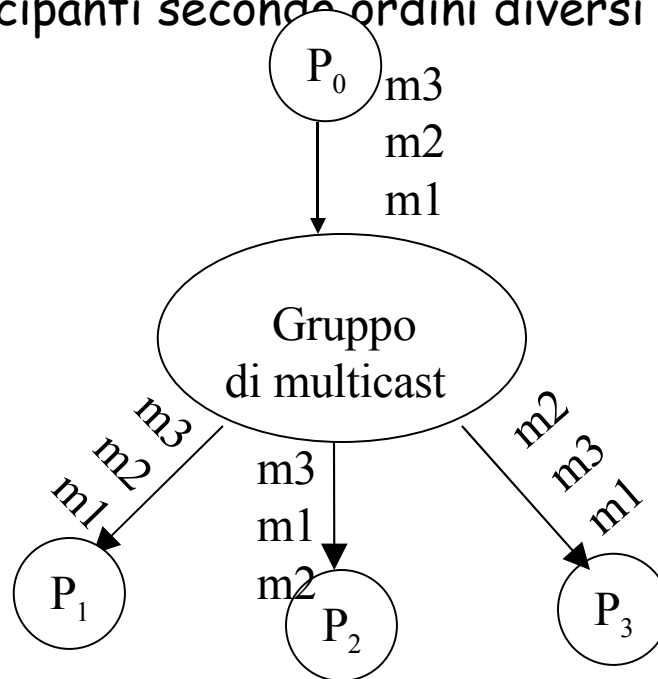 cipanti secondo ordini diversi
P₀
m3
m2
m1
Gruppo
di multicast
m3
m2
m1
m3
m1
m2
m2
m3
m1
P₁
P₂
P₃